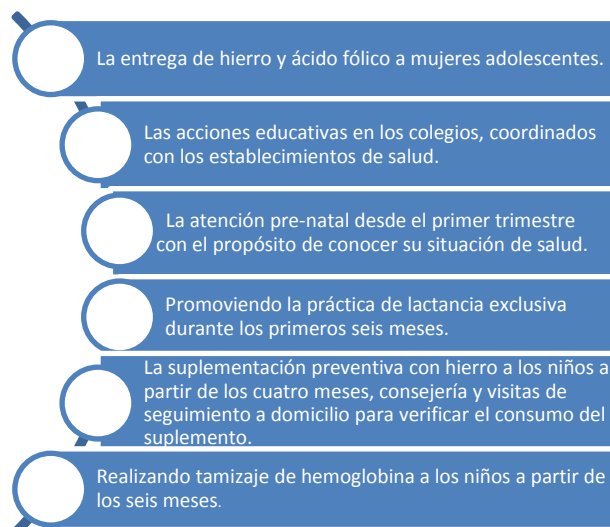 La entrega de hierro y ácido fólico a mujeres adolescentes.
Las acciones educativas en los colegios, coordinados
con los establecimientos de salud.
La atención pre-natal desde el primer trimestre
con el propósito de conocer su situación de salud.
Promoviendo la práctica de lactancia exclusiva
durante los primeros seis meses.
La suplementación preventiva con hierro a los niños a
partir de los cuatro meses, consejería y visitas de
seguimiento a domicilio para verificar el consumo del
suplemento.
Realizando tamizaje de hemoglobina a los niños a partir de
los seis meses.